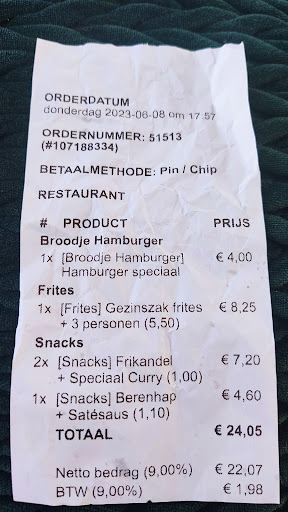 ORDERDATUM
donderdag 2023-06-08 om 17:57
ORDERNUMMER: 51513
(#107188334)
BETAALMETHODE: Pin / Chip
RESTAURANT
# PRODUCT PRIJS
Broodje Hamburger
1x [Broodje Hamburger] € 4,00
Hamburger speciaal
Frites
1x [Frites] Gezinszak frites € 8,25
+ 3 personen (5,50)
Snacks
2x [Snacks] Frikandel € 7,20
+ Speciaal Curry (1,00)
1x [Snacks] Berenhap € 4,60
+ Satésaus (1,10)
TOTAAL € 24,05
Netto bedrag (9,00%) € 22,07
BTW (9,00%) € 1,98